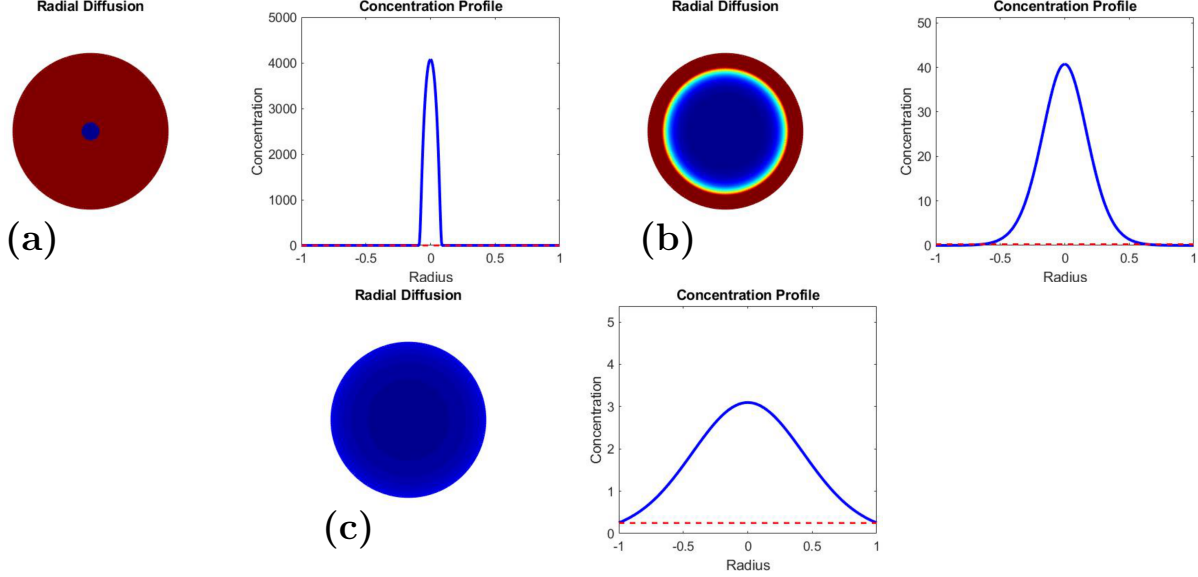 Radial Diffusion
Concentration Profile
5000
4000
3000
2000
1000
0
Concentration
-1 -0.5 0 0.5 1
Radius
(a)
Radial Diffusion
Concentration Profile
50
40
30
20
10
0
Concentration
-1 -0.5 0 0.5 1
Radius
(b)
Radial Diffusion
Concentration Profile
5
4
3
2
1
0
Concentration
-1 -0.5 0 0.5 1
Radius
(c)